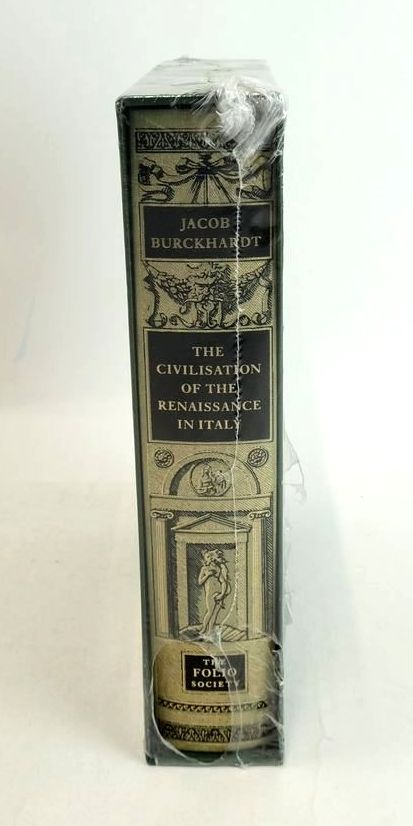 JACOB
BURCKHARDT
THE
CIVILISATION
OF THE
RENAISSANCE
IN ITALY
THE
FOLIO
SOCIETY